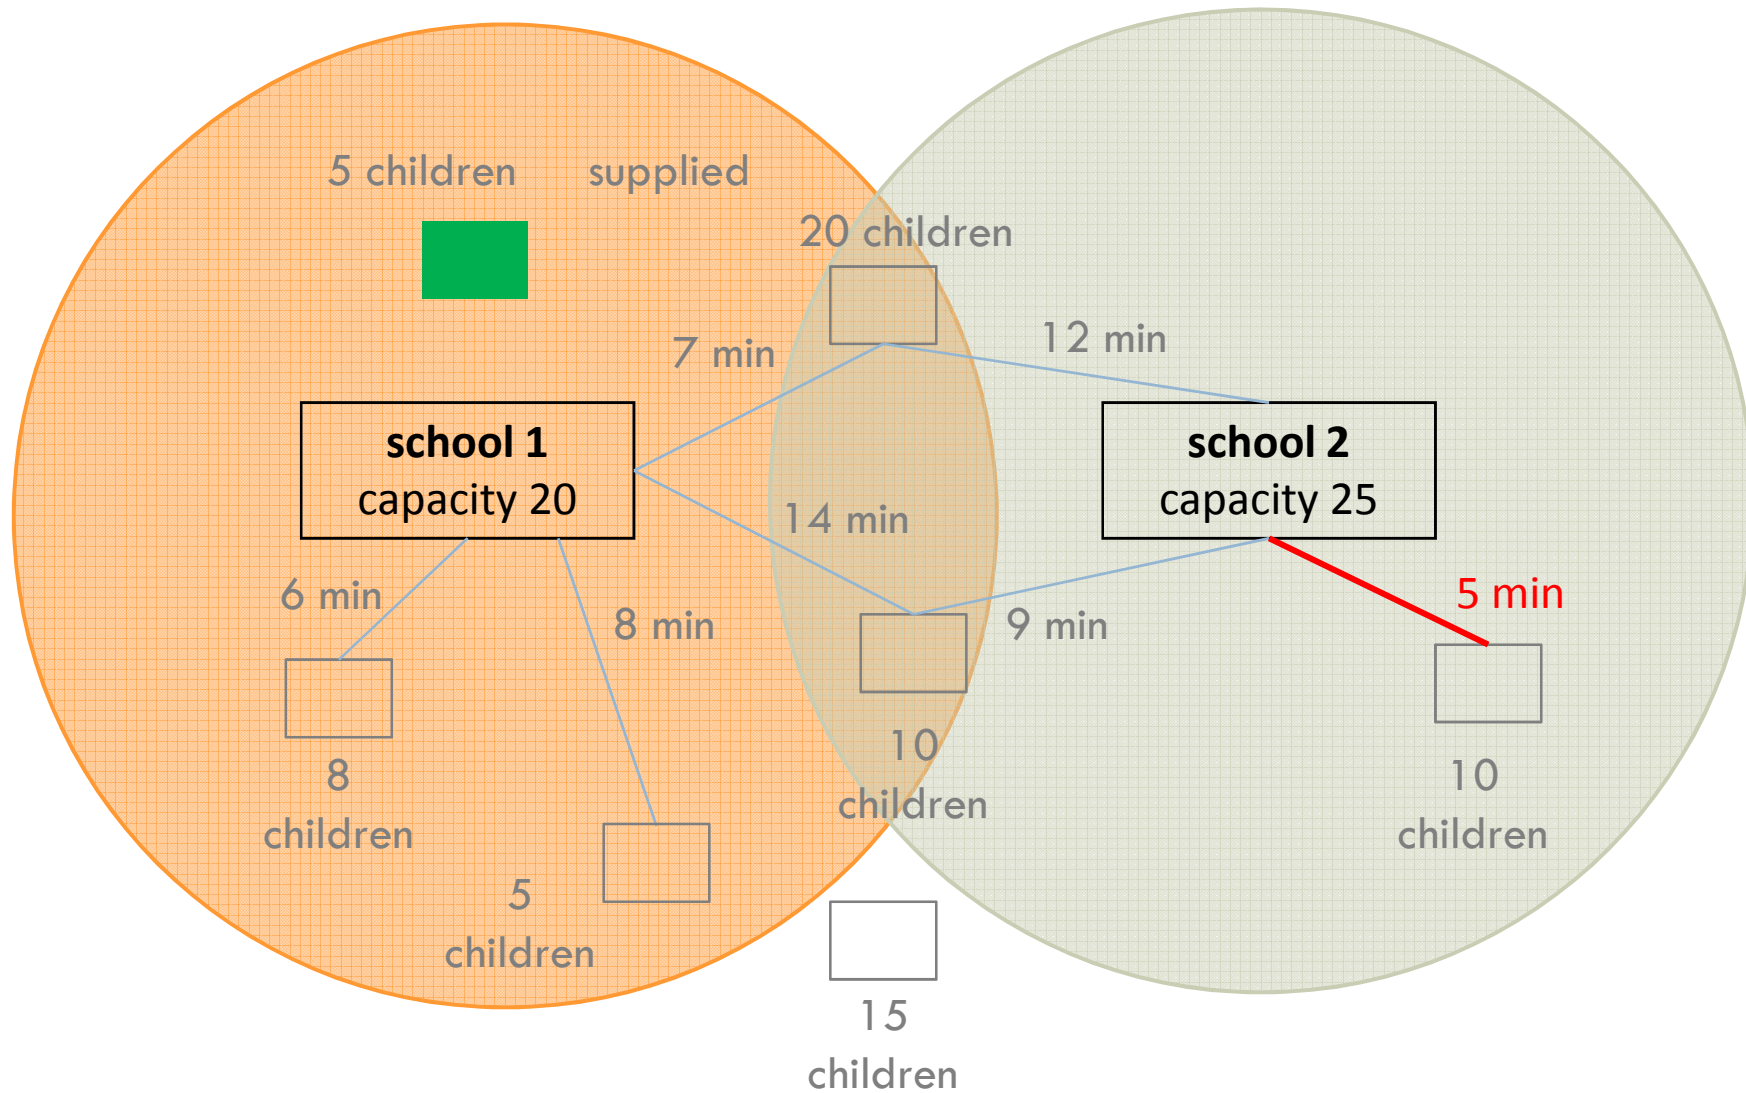 5 children supplied
20 children
7 min
12 min
school 1
capacity 20
school 2
capacity 25
14 min
6 min
8 min
9 min
5 min
8
children
10
children
10
children
5
children
15
children